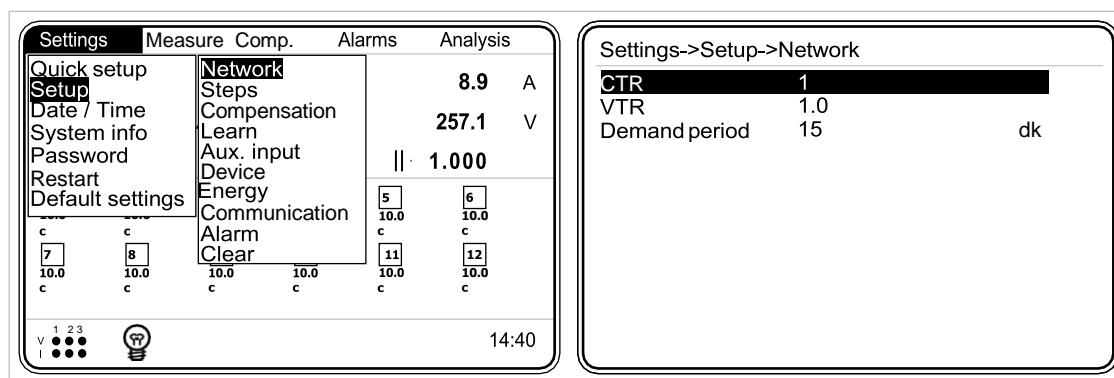 Settings Measure Comp. Alarms Analysis
Quick setup
Setup
Date / Time
System info
Password
Restart
Default settings
Network
Steps
Compensation
Learn
Aux. input
Device
Energy
Communication
Alarm
Clear
8.9 A
257.1 V
1.000
5 6
10.0 10.0
c c c c
7 8 11 12
10.0 10.0 10.0 10.0 10.0 10.0
c c c c c c
1 2 3
V
I
14:40
Settings->Setup->Network
CTR 1
VTR 1.0
Demand period 15 dk